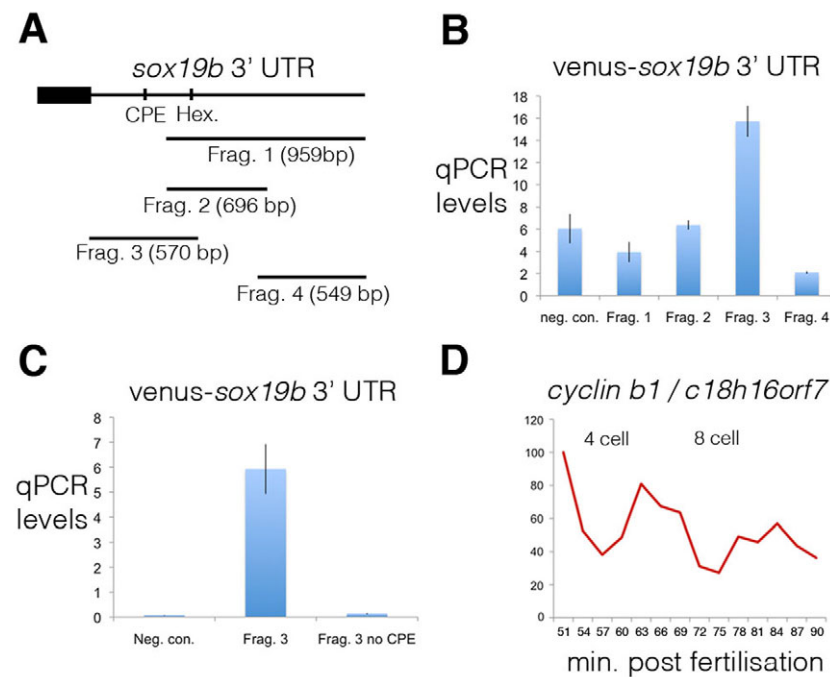 A
sox19b 3' UTR
CPE Hex.
Frag. 1 (959bp)
Frag. 2 (696 bp)
Frag. 3 (570 bp)
Frag. 4 (549 bp)
B
venus-sox19b 3' UTR
qPCR
levels
18
16
14
12
10
8
6
4
2
0
neg. con. Frag. 1 Frag. 2 Frag. 3 Frag. 4
C
venus-sox19b 3' UTR
qPCR
levels
8
7
6
5
4
3
2
1
0
Neg. con. Frag. 3 Frag. 3 no CPE
D
cyclin b1 / c18h16orf7
120
100
80
60
40
20
0
4 cell 8 cell
51 54 57 60 63 66 69 72 75 78 81 84 87 90
min. post fertilisation